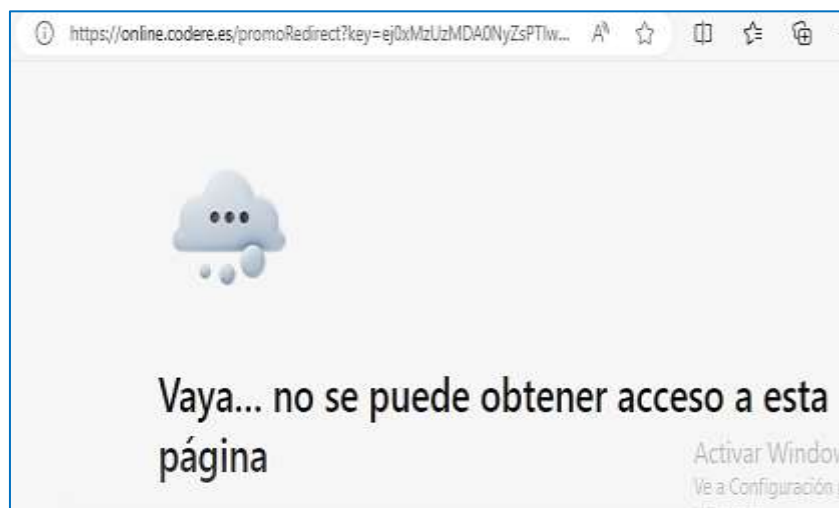 https://online.codere.es/promoRedirect?key=ej0xMzUzMDA0NyZsPTIw...
Vaya... no se puede obtener acceso a esta
página
Activar Window
Ve a Configuración